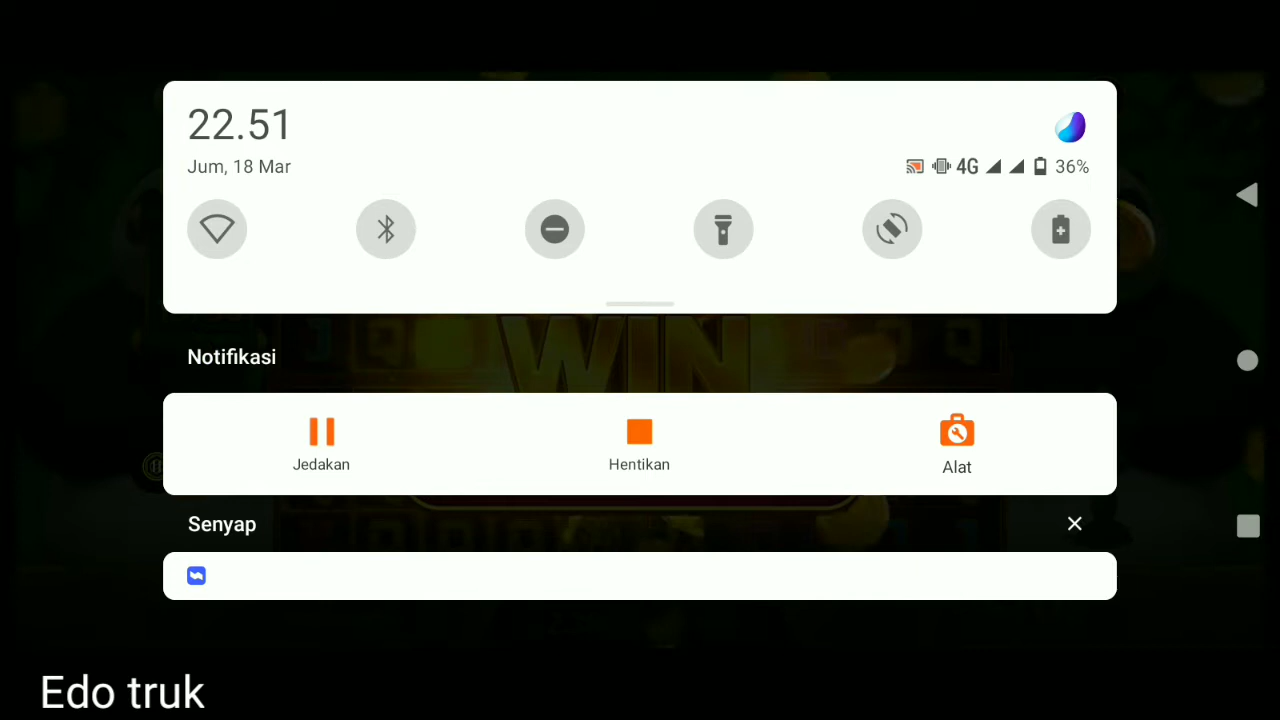 22.51
Jum, 18 Mar
4G
36%
WIN
Notifikasi
Jedakan
Hentikan
Alat
Senyap
Edo truk